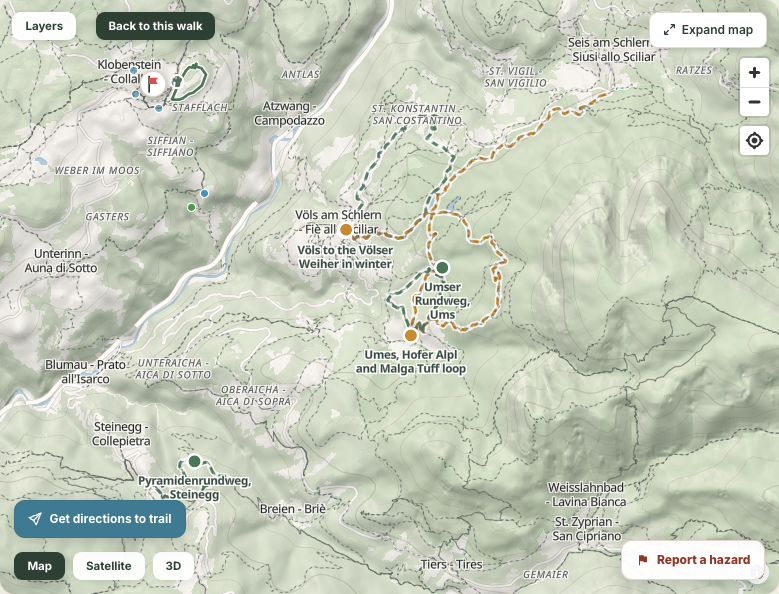 Layers
Back to this walk
Expand map
Seis am Schlern
Siusi allo Sciliar
RATZES
Klobenstein
ANTLAS
ST. VIGIL -
SAN VIGILIO
STAFFLACH
Atzwang -
Campodazzo
ST. KONSTANTIN -
SAN COSTANTINO
SIFFIAN -
SIFFIANO
WEBER IM MOOS
GASTERS
Völs am Schlern
- Fiè allo Sciliar
Völs to the Völser
Weiher in winter
Unterinn -
Auna di Sotto
Umser
Rundweg,
Ums
Umes, Hofer Alpl
and Malga Tuff loop
Blumau - Prato
all'Isarco
UNTERAICHA -
AICA DI SOTTO
OBERAICHA -
AICA DI SOPRA
Steinegg -
Collepietra
Pyramidenrundweg,
Steinegg
Breien - Briè
Weisslahnbad
- Lavina Bianca
St. Zyprian -
San Cipriano
Get directions to trail
Map
Satellite
3D
Tiers - Tires
GEMAIER
Report a hazard